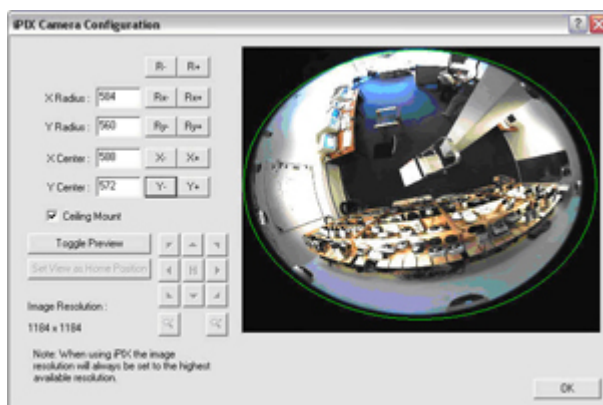 iPIX Camera Configuration
R- R+
X Radius : 584 Rx- Rx+
Y Radius : 560 Ry- Ry+
X Center : 588 X- X+
Y Center : 572 Y- Y+
Ceiling Mount
Toggle Preview
Set View as Home Position
H
Image Resolution :
1184 x 1184
Note: When using iPIX the image
resolution will always be set to the highest
available resolution.
OK